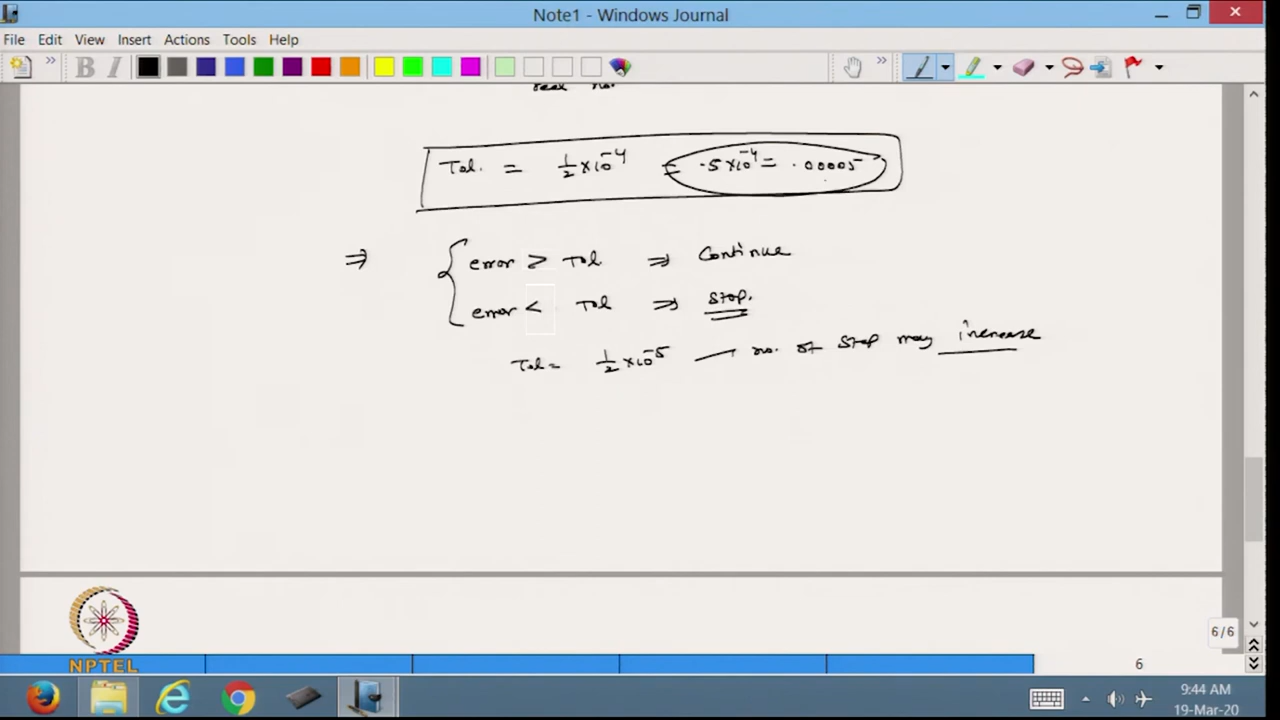 Note1 - Windows Journal
File Edit View Insert Actions Tools Help
real no.
Tol. = 1/2 ×10^-4 = .5×10^-4 = .00005
⇒ { error ≥ Tol ⇒ Continue
error < Tol ⇒ Stop.
Tol = 1/2 ×10^-5 — no. of step may increase
NPTEL
6/6
6
9:44 AM
19-Mar-20